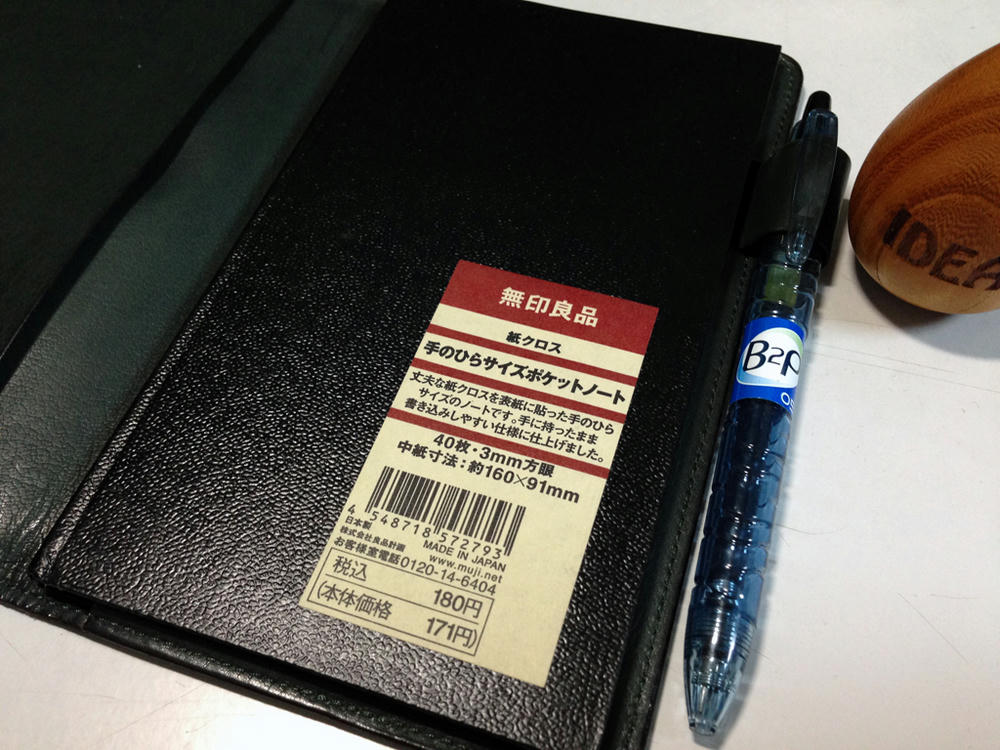 無印良品
紙クロス
手のひらサイズポケットノート
丈夫な紙クロスを表紙に貼った手のひら
サイズのノートです。手に持ったまま
書き込みしやすい仕様に仕上げました。
40枚・3mm方眼
中紙寸法：約160×91mm
4 548718 572793
日本製 MADE IN JAPAN
株式会社良品計画 www.muji.net
お客様室電話0120-14-6404
税込 180円
(本体価格 171円)
B2P
IDEA